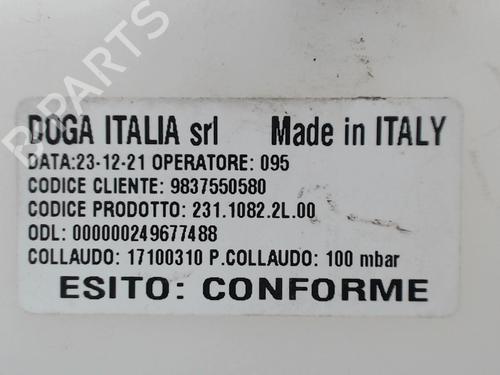 B-PARTS
DOGA ITALIA srl Made in ITALY
DATA:23-12-21 OPERATORE: 095
CODICE CLIENTE: 9837550580
CODICE PRODOTTO: 231.1082.2L.00
ODL: 000000249677488
COLLAUDO: 17100310 P.COLLAUDO: 100 mbar
ESITO: CONFORME